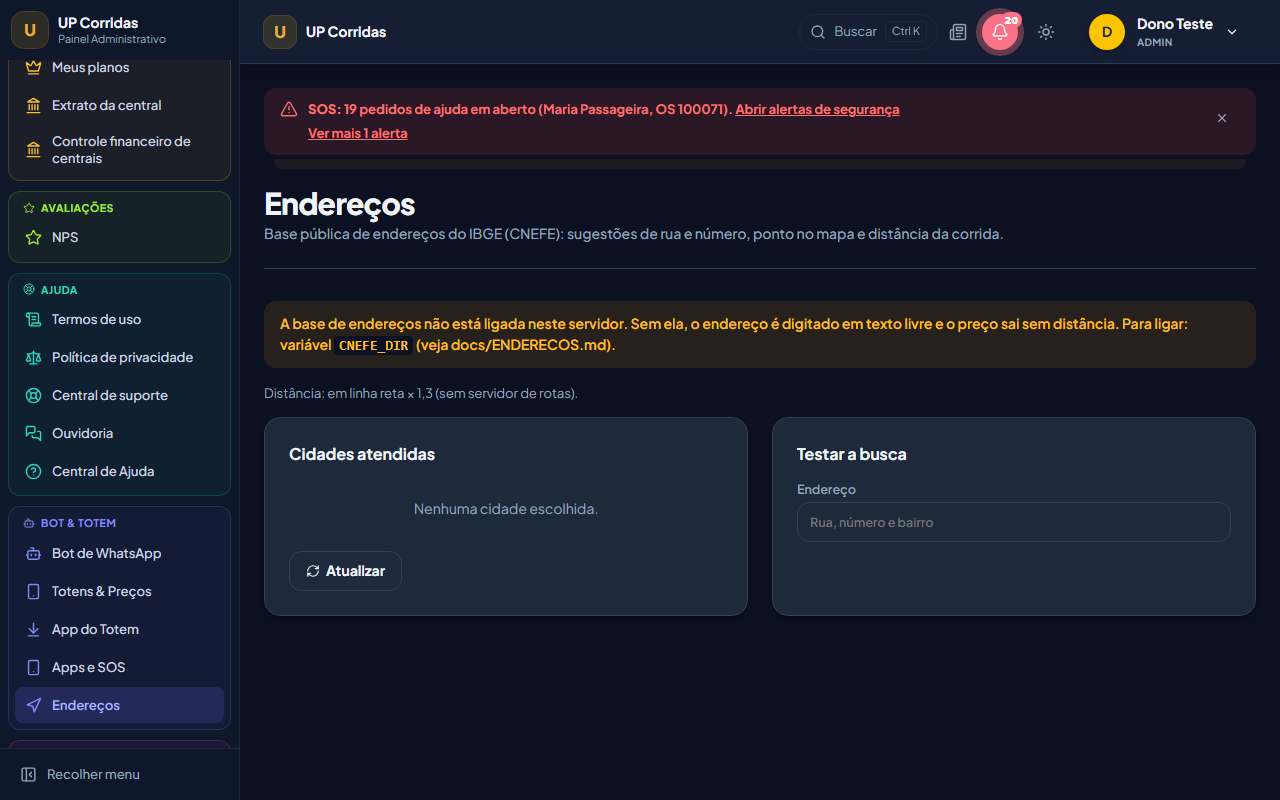 U
UP Corridas
Painel Administrativo
Meus planos
Extrato da central
Controle financeiro de
centrais
AVALIAÇÕES
NPS
AJUDA
Termos de uso
Política de privacidade
Central de suporte
Ouvidoria
Central de Ajuda
BOT & TOTEM
Bot de WhatsApp
Totens & Preços
App do Totem
Apps e SOS
Endereços
Recolher menu
U
UP Corridas
Buscar
Ctrl K
20
D
Dono Teste
ADMIN
SOS: 19 pedidos de ajuda em aberto (Maria Passageira, OS 100071). Abrir alertas de segurança
Ver mais 1 alerta
Endereços
Base pública de endereços do IBGE (CNEFE): sugestões de rua e número, ponto no mapa e distância da corrida.
A base de endereços não está ligada neste servidor. Sem ela, o endereço é digitado em texto livre e o preço sai sem distância. Para ligar:
variável CNEFE_DIR (veja docs/ENDERECOS.md).
Distância: em linha reta × 1,3 (sem servidor de rotas).
Cidades atendidas
Nenhuma cidade escolhida.
Atualizar
Testar a busca
Endereço
Rua, número e bairro